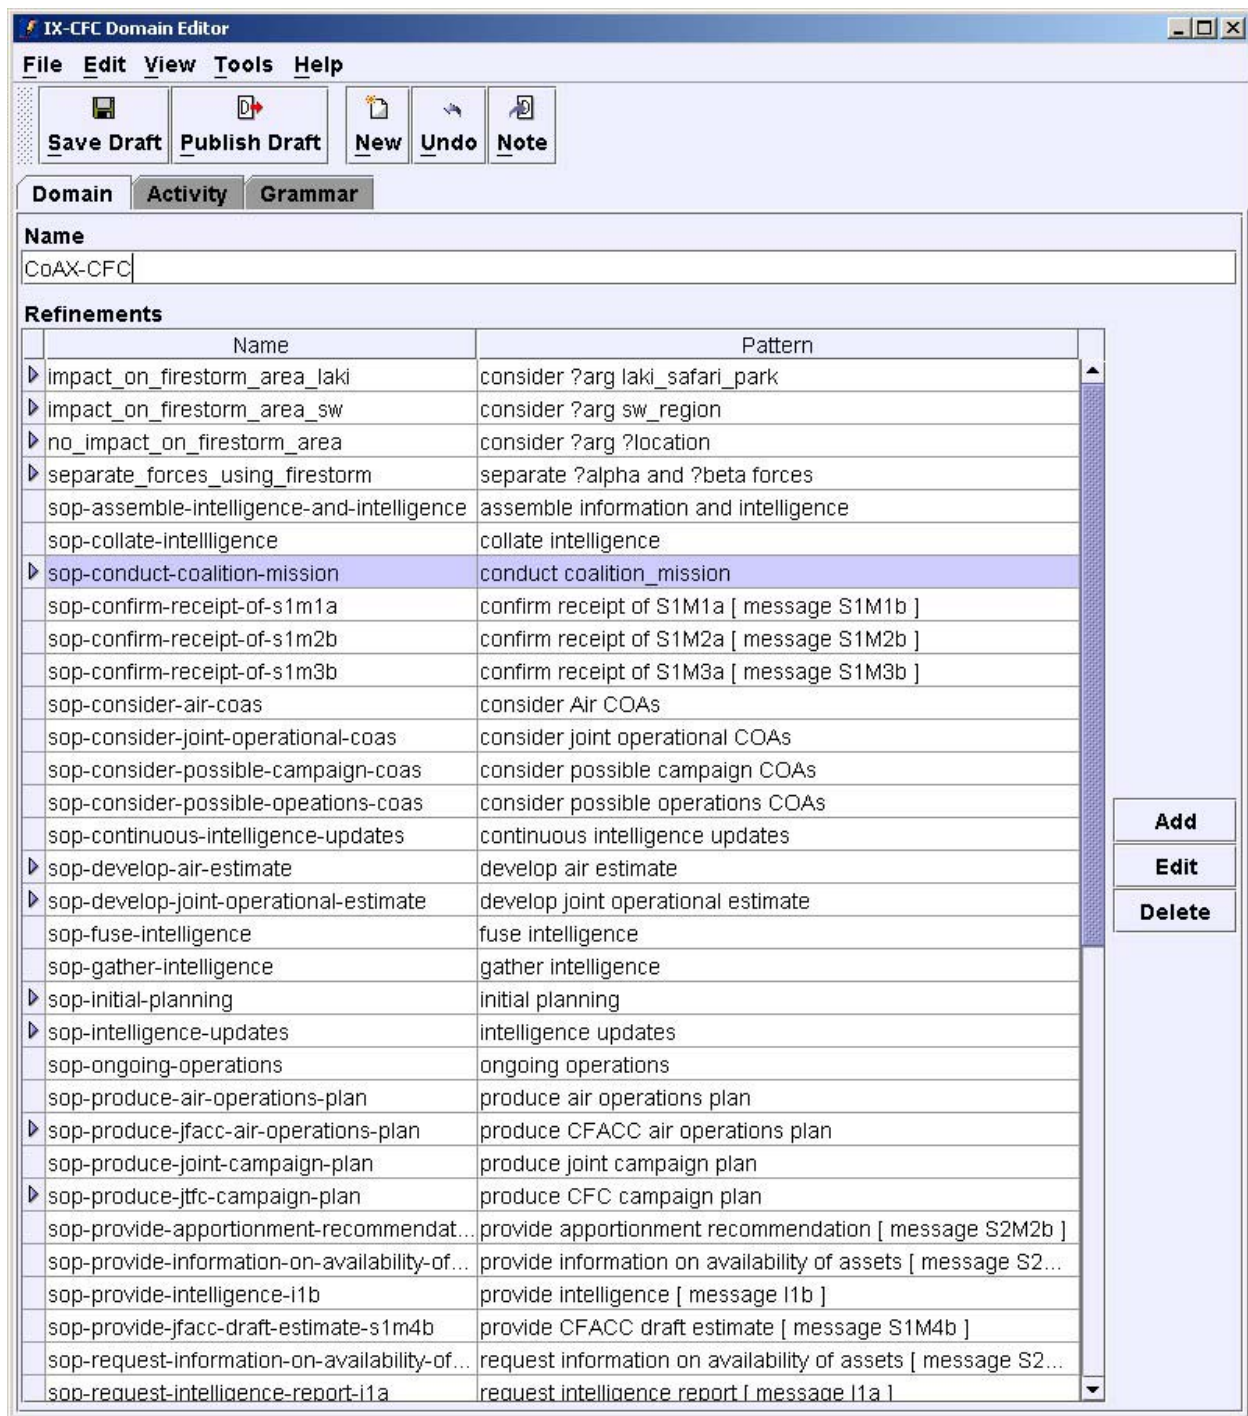 IX-CFC Domain Editor
File Edit View Tools Help
Save Draft Publish Draft New Undo Note
Domain Activity Grammar
Name
CoAX-CFC
Refinements
Name Pattern
impact_on_firestorm_area_laki consider ?arg laki_safari_park
impact_on_firestorm_area_sw consider ?arg sw_region
no_impact_on_firestorm_area consider ?arg ?location
separate_forces_using_firestorm separate ?alpha and ?beta forces
sop-assemble-intelligence-and-intelligence assemble information and intelligence
sop-collate-intellligence collate intelligence
sop-conduct-coalition-mission conduct coalition_mission
sop-confirm-receipt-of-s1m1a confirm receipt of S1M1a [ message S1M1b ]
sop-confirm-receipt-of-s1m2b confirm receipt of S1M2a [ message S1M2b ]
sop-confirm-receipt-of-s1m3b confirm receipt of S1M3a [ message S1M3b ]
sop-consider-air-coas consider Air COAs
sop-consider-joint-operational-coas consider joint operational COAs
sop-consider-possible-campaign-coas consider possible campaign COAs
sop-consider-possible-opeations-coas consider possible operations COAs
sop-continuous-intelligence-updates continuous intelligence updates
Add
sop-develop-air-estimate develop air estimate
Edit
sop-develop-joint-operational-estimate develop joint operational estimate
Delete
sop-fuse-intelligence fuse intelligence
sop-gather-intelligence gather intelligence
sop-initial-planning initial planning
sop-intelligence-updates intelligence updates
sop-ongoing-operations ongoing operations
sop-produce-air-operations-plan produce air operations plan
sop-produce-jfacc-air-operations-plan produce CFACC air operations plan
sop-produce-joint-campaign-plan produce joint campaign plan
sop-produce-jtfc-campaign-plan produce CFC campaign plan
sop-provide-apportionment-recommendat... provide apportionment recommendation [ message S2M2b ]
sop-provide-information-on-availability-of... provide information on availability of assets [ message S2...
sop-provide-intelligence-i1b provide intelligence [ message I1b ]
sop-provide-jfacc-draft-estimate-s1m4b provide CFACC draft estimate [ message S1M4b ]
sop-request-information-on-availability-of... request information on availability of assets [ message S2...
sop-request-intelligence-report-i1a request intelligence report [ message I1a ]